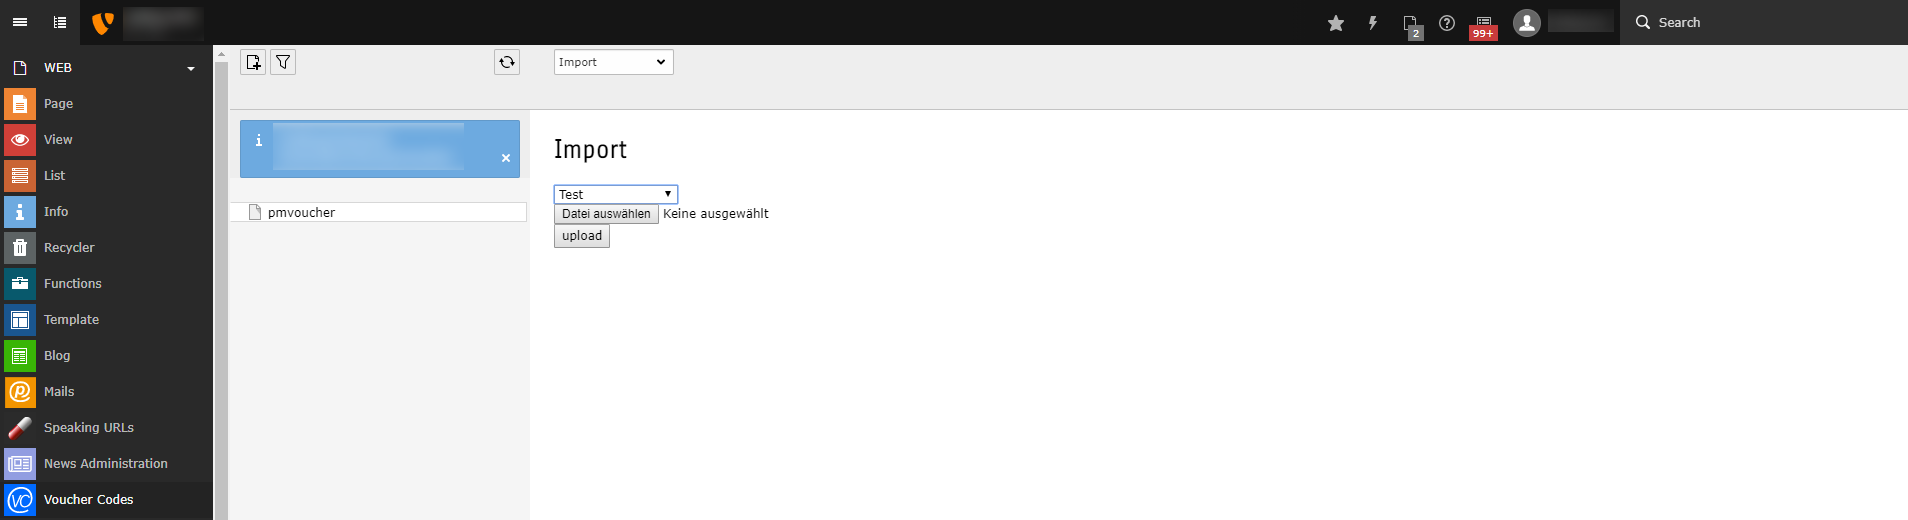 2
99+
Search
WEB
Page
View
List
Info
Recycler
Functions
Template
Blog
Mails
Speaking URLs
News Administration
VC Voucher Codes
pmvoucher
Import
Import
Test
Datei auswählen Keine ausgewählt
upload